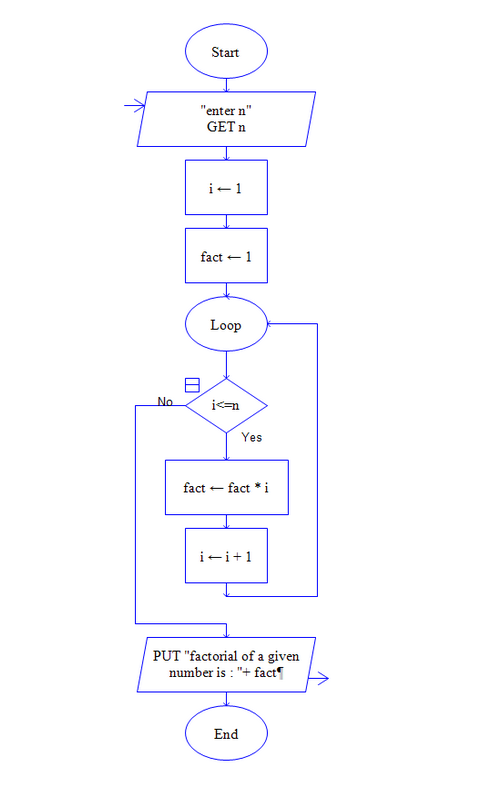 Start
"enter n"
GET n
i ← 1
fact ← 1
Loop
No
i<=n
Yes
fact ← fact * i
i ← i + 1
PUT "factorial of a given
number is : "+ fact¶
End